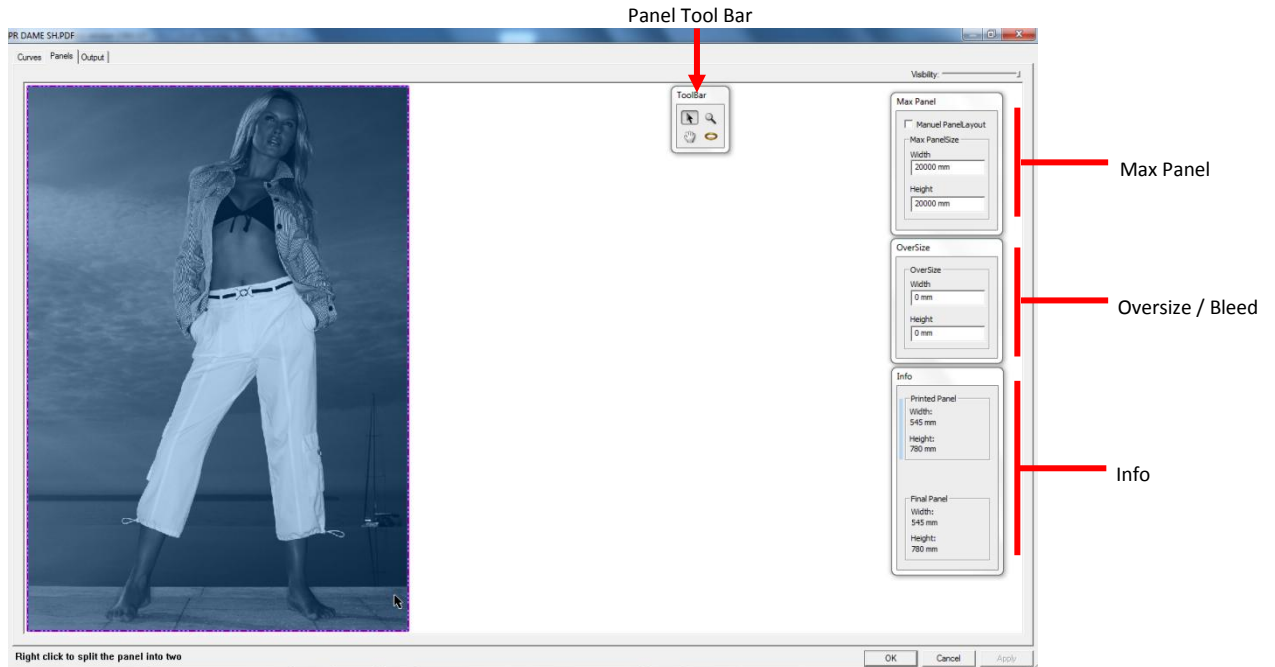 Panel Tool Bar
PR DAME SH.PDF
Curves Panels Output
Visibility:
ToolBar
Max Panel
Manuel PanelLayout
Max PanelSize
Width
20000 mm
Height
20000 mm
Max Panel
OverSize
OverSize
Width
0 mm
Height
0 mm
Oversize / Bleed
Info
Printed Panel
Width:
545 mm
Height:
780 mm
Info
Final Panel
Width:
545 mm
Height:
780 mm
Right click to split the panel into two
OK Cancel Apply